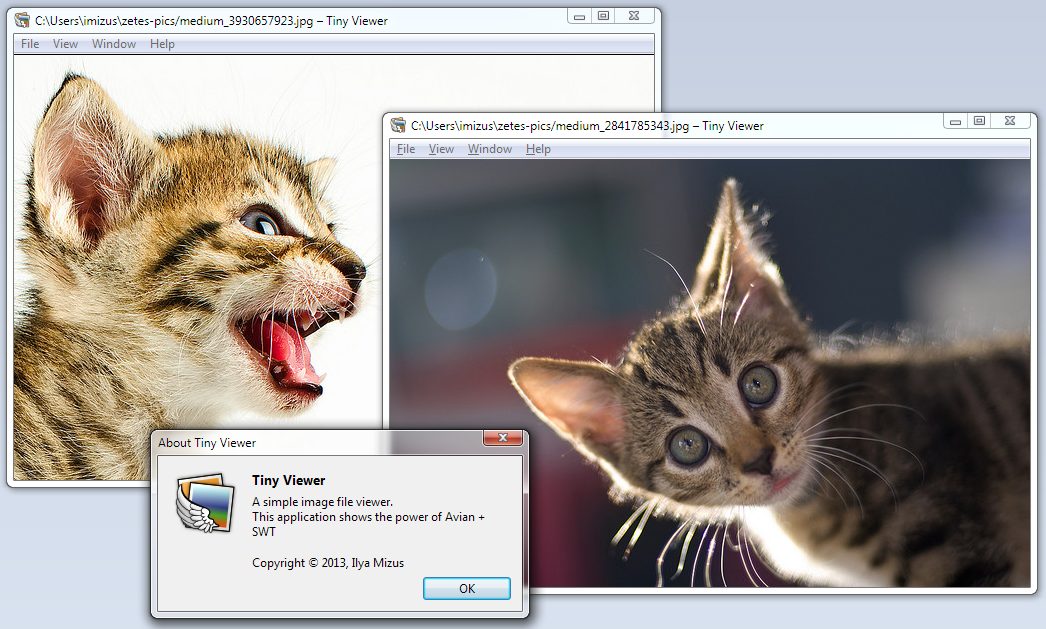 C:\Users\imizus\zetes-pics/medium_3930657923.jpg – Tiny Viewer
File View Window Help
C:\Users\imizus\zetes-pics/medium_2841785343.jpg – Tiny Viewer
File View Window Help
About Tiny Viewer
Tiny Viewer
A simple image file viewer.
This application shows the power of Avian +
SWT
Copyright © 2013, Ilya Mizus
OK